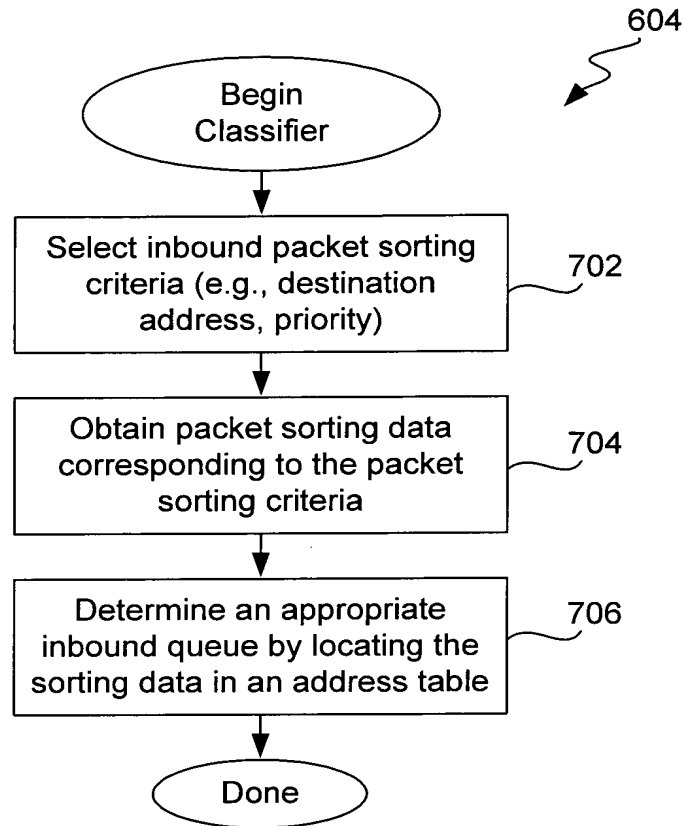 604
Begin
Classifier
Select inbound packet sorting
criteria (e.g., destination
address, priority)
702
Obtain packet sorting data
corresponding to the packet
sorting criteria
704
Determine an appropriate
inbound queue by locating the
sorting data in an address table
706
Done